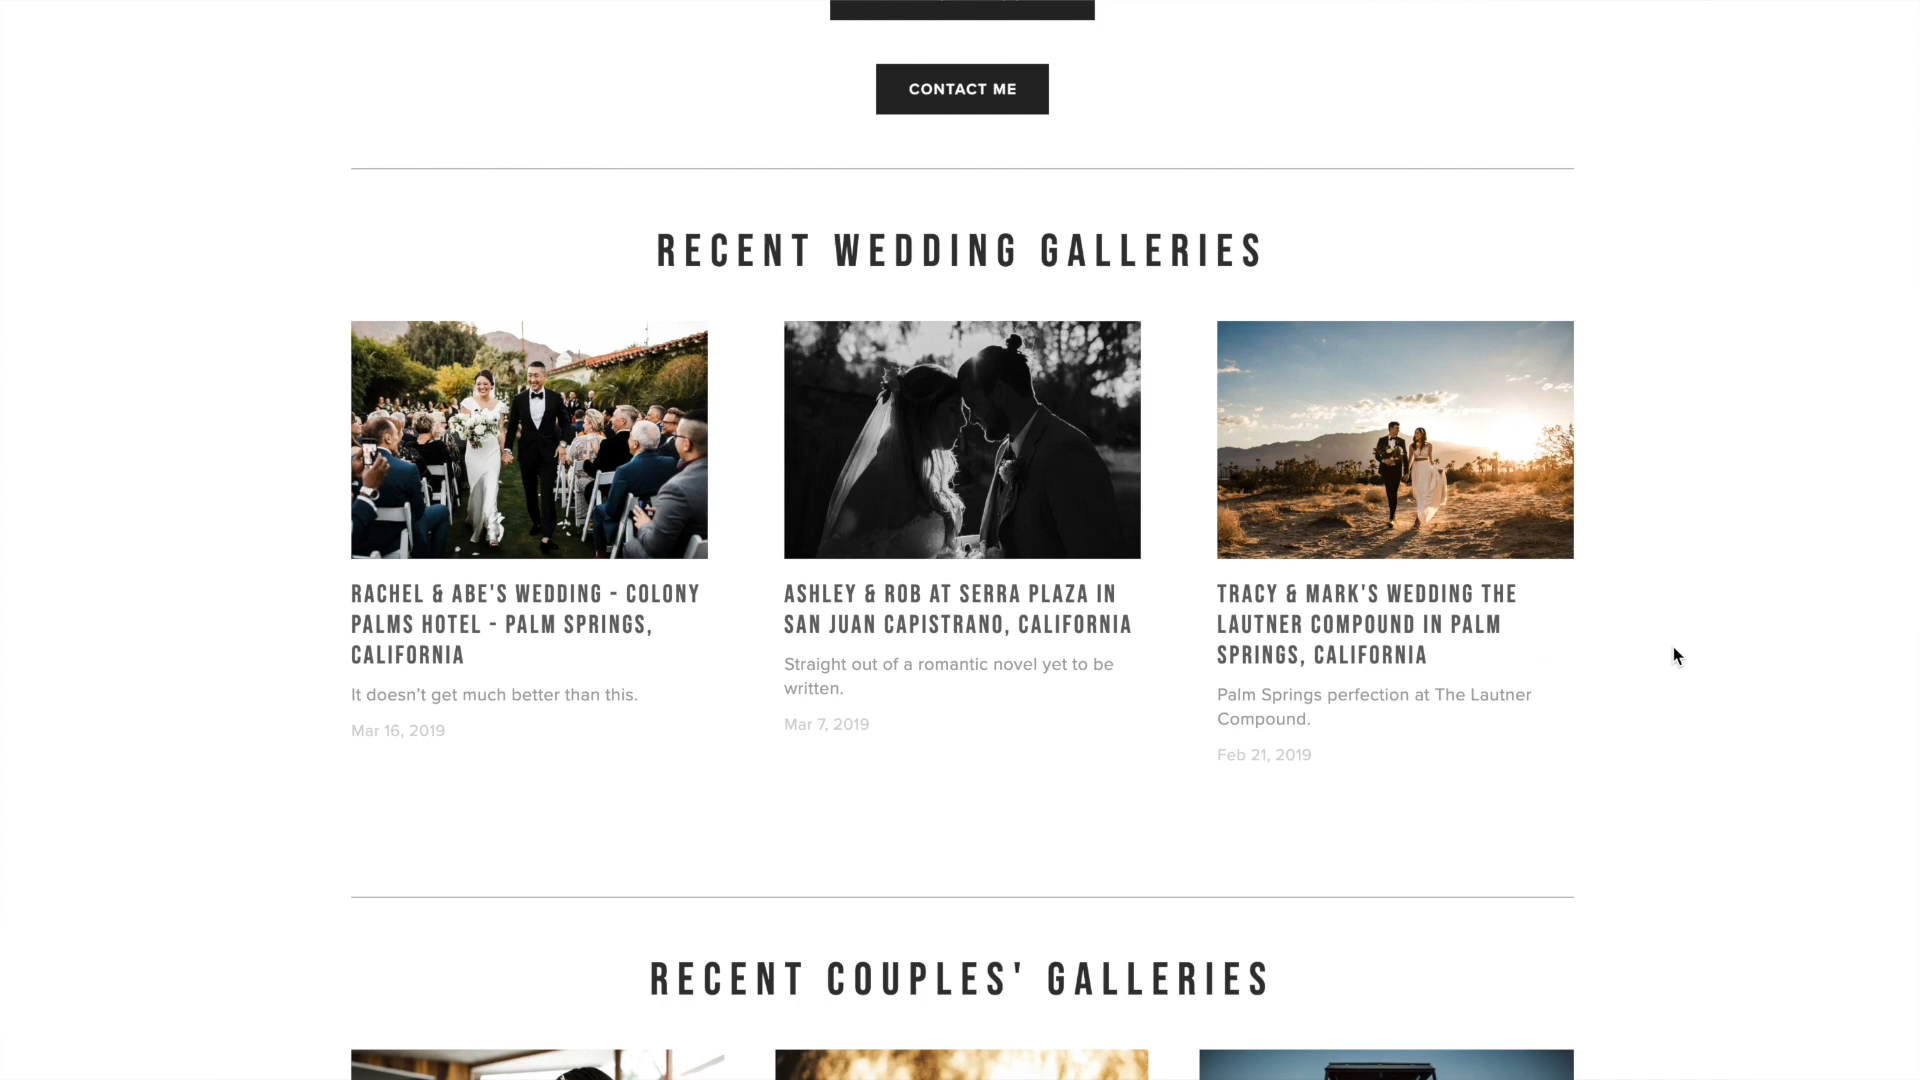 CONTACT ME
RECENT WEDDING GALLERIES
RACHEL & ABE'S WEDDING - COLONY
PALMS HOTEL - PALM SPRINGS,
CALIFORNIA
It doesn't get much better than this.
Mar 16, 2019
ASHLEY & ROB AT SERRA PLAZA IN
SAN JUAN CAPISTRANO, CALIFORNIA
Straight out of a romantic novel yet to be
written.
Mar 7, 2019
TRACY & MARK'S WEDDING THE
LAUTNER COMPOUND IN PALM
SPRINGS, CALIFORNIA
Palm Springs perfection at The Lautner
Compound.
Feb 21, 2019
RECENT COUPLES' GALLERIES